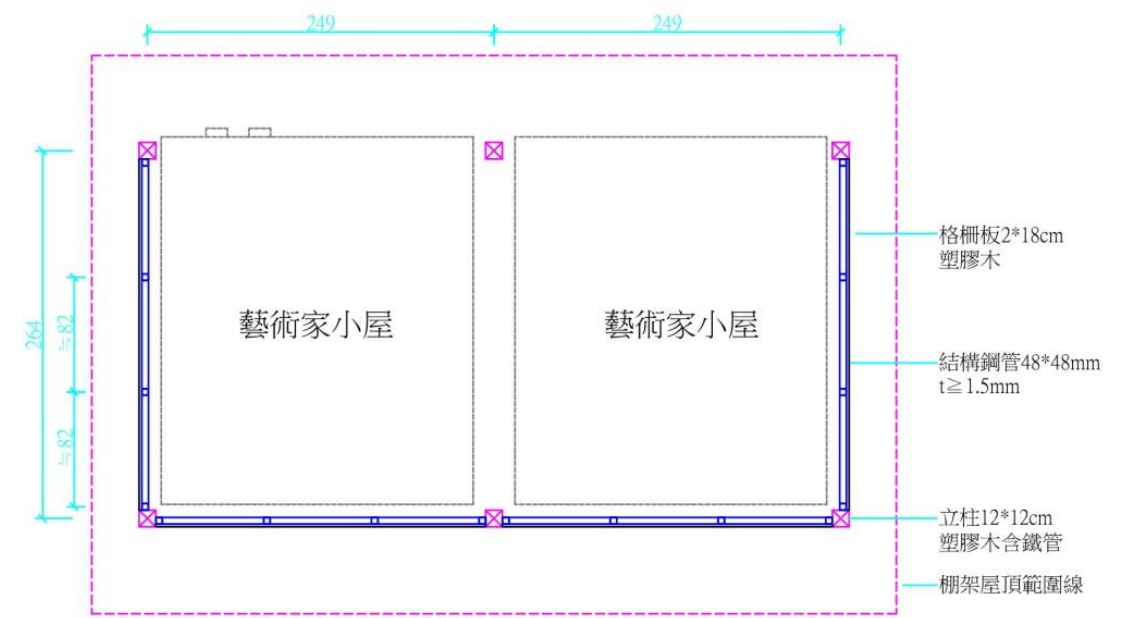 249
249
格柵板2*18cm
塑膠木
264
≒82
藝術家小屋
藝術家小屋
結構鋼管48*48mm
t≧1.5mm
≒82
立柱12*12cm
塑膠木含鐵管
棚架屋頂範圍線